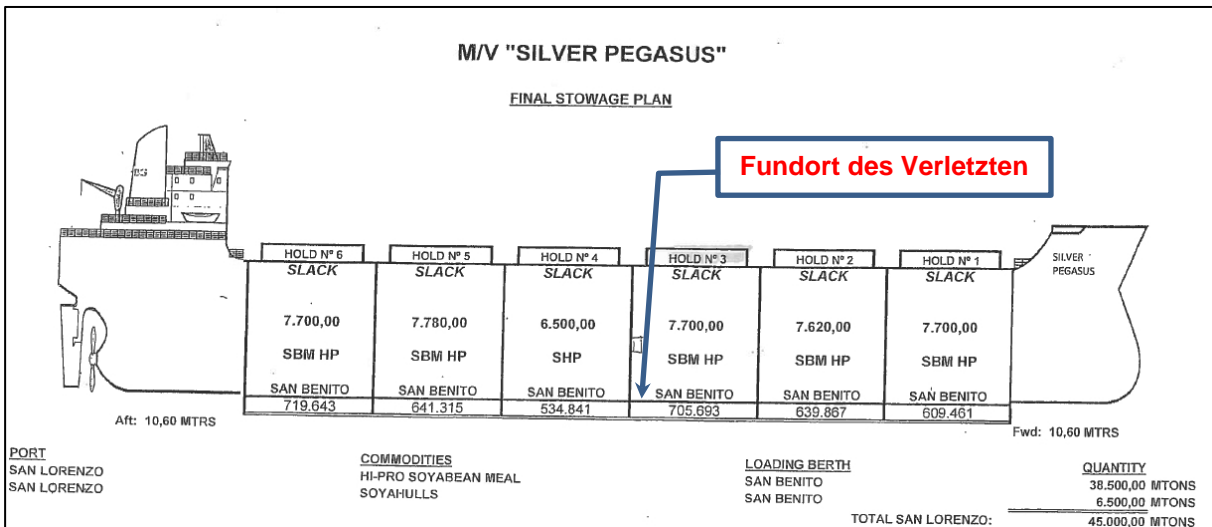 M/V "SILVER PEGASUS"
FINAL STOWAGE PLAN
Fundort des Verletzten
HOLD Nº 6 HOLD Nº 5 HOLD Nº 4 HOLD Nº 3 HOLD Nº 2 HOLD Nº 1
SLACK SLACK SLACK SLACK SLACK SLACK
SILVER
PEGASUS
7.700,00 7.780,00 6.500,00 7.700,00 7.620,00 7.700,00
SBM HP SBM HP SHP SBM HP SBM HP SBM HP
SAN BENITO SAN BENITO SAN BENITO SAN BENITO SAN BENITO SAN BENITO
719.643 641.315 534.841 705.693 639.867 609.461
Aft: 10,60 MTRS
Fwd: 10,60 MTRS
PORT
SAN LORENZO
SAN LORENZO
COMMODITIES
HI-PRO SOYABEAN MEAL
SOYAHULLS
LOADING BERTH
SAN BENITO
SAN BENITO
QUANTITY
38.500,00 MTONS
6.500,00 MTONS
TOTAL SAN LORENZO: 45.000,00 MTONS